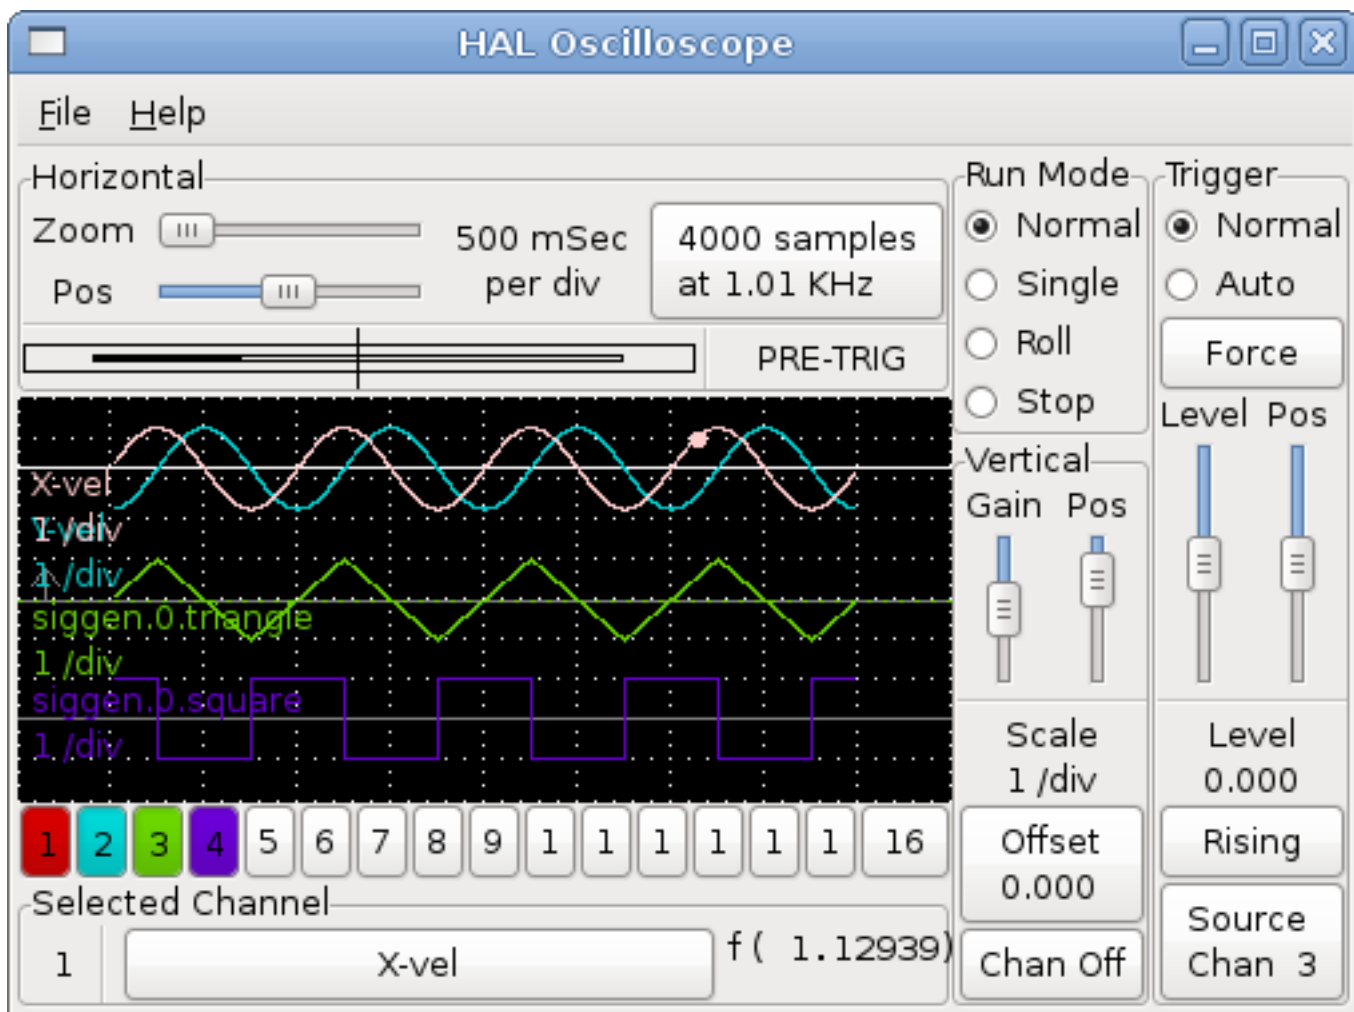 HAL Oscilloscope
File Help
Horizontal
Zoom
Pos
500 mSec
per div
4000 samples
at 1.01 KHz
PRE-TRIG
Run Mode
Normal
Single
Roll
Stop
Trigger
Normal
Auto
Force
Level Pos
X-vel
1 /div
Y-vel
1 /div
siggen.0.triangle
1 /div
siggen.0.square
1 /div
Vertical
Gain Pos
Scale
1 /div
Offset
0.000
Chan Off
Level
0.000
Rising
Source
Chan 3
1 2 3 4 5 6 7 8 9 1 1 1 1 1 1 16
Selected Channel
1 X-vel f( 1.12939)